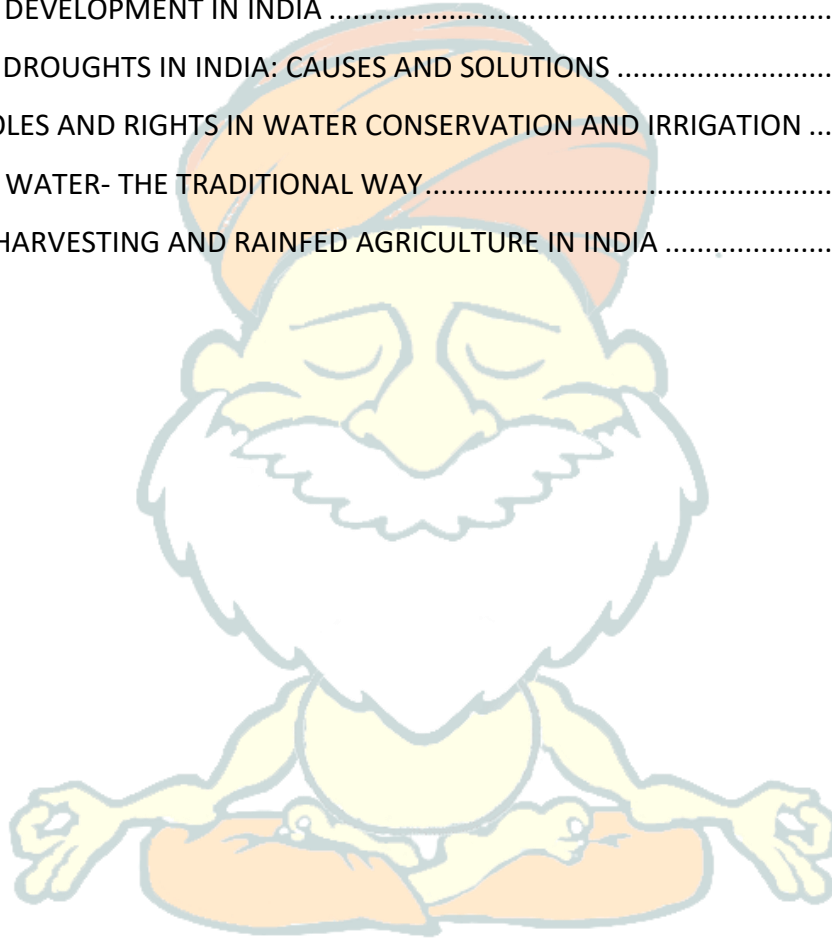 DEVELOPMENT IN INDIA ................................................................
DROUGHTS IN INDIA: CAUSES AND SOLUTIONS ...........................
OLES AND RIGHTS IN WATER CONSERVATION AND IRRIGATION ...
WATER- THE TRADITIONAL WAY....................................................
HARVESTING AND RAINFED AGRICULTURE IN INDIA .....................